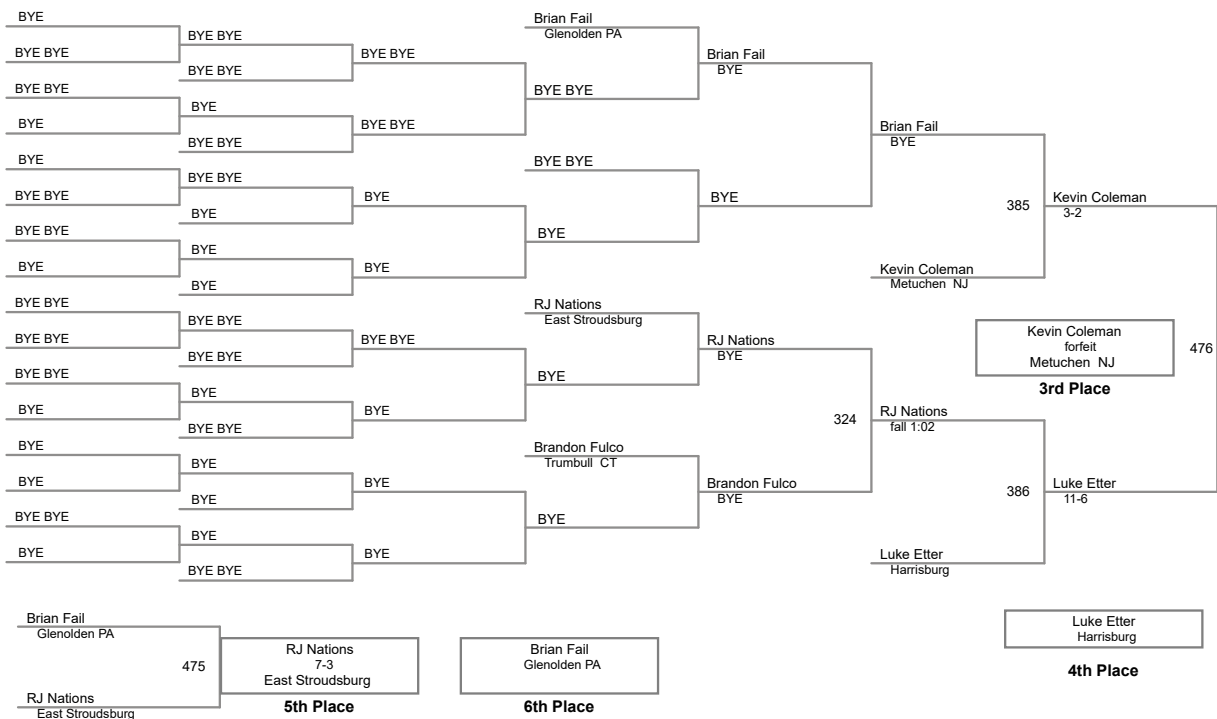 BYE
BYE BYE
BYE BYE
BYE
BYE
BYE BYE
BYE BYE
BYE
BYE BYE
BYE BYE
BYE BYE
BYE
BYE
BYE
BYE BYE
BYE
BYE BYE
BYE BYE
BYE
BYE BYE
BYE BYE
BYE
BYE
BYE
BYE BYE
BYE BYE
BYE
BYE BYE
BYE
BYE
BYE
BYE BYE
BYE BYE
BYE BYE
BYE
BYE
BYE BYE
BYE
BYE
BYE
Brian Fail
Glenolden PA
BYE BYE
BYE BYE
BYE
RJ Nations
East Stroudsburg
BYE
Brandon Fulco
Trumbull CT
BYE
Brian Fail
BYE
BYE
RJ Nations
BYE
Brandon Fulco
BYE
324
Brian Fail
BYE
Kevin Coleman
Metuchen NJ
RJ Nations
fall 1:02
Luke Etter
Harrisburg
385
386
Kevin Coleman
3-2
Luke Etter
11-6
476
Kevin Coleman
forfeit
Metuchen NJ
3rd Place
Brian Fail
Glenolden PA
475
RJ Nations
East Stroudsburg
RJ Nations
7-3
East Stroudsburg
5th Place
Brian Fail
Glenolden PA
6th Place
Luke Etter
Harrisburg
4th Place